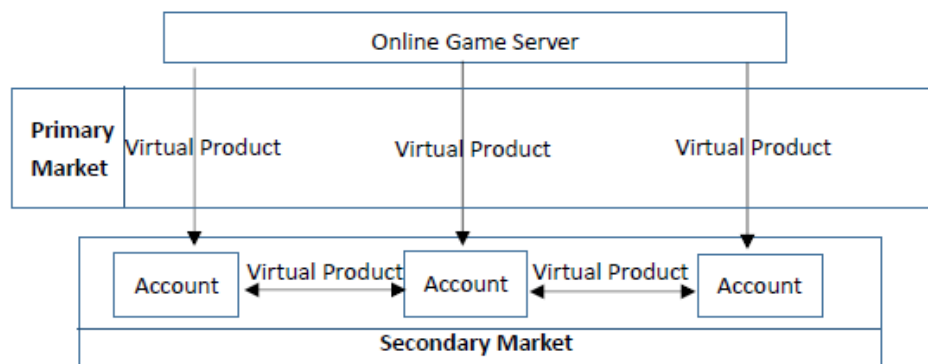 Online Game Server
Primary
Market
Virtual Product
Virtual Product
Virtual Product
Account
Virtual Product
Account
Virtual Product
Account
Secondary Market